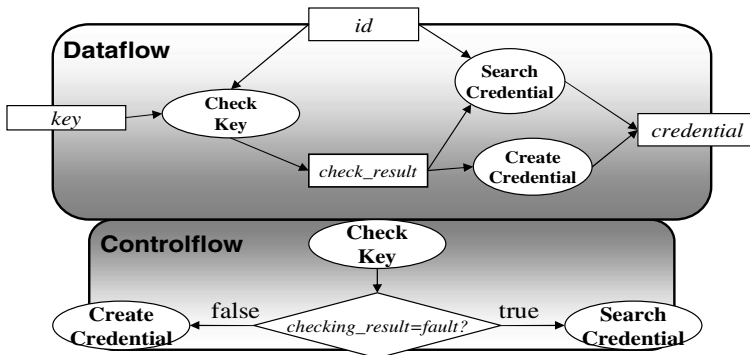 id
Dataflow
Search
Credential
Check
Key
key
credential
Create
Credential
check_result
Controlflow
Check
Key
false
true
Create
Credential
checking_result=fault?
Search
Credential